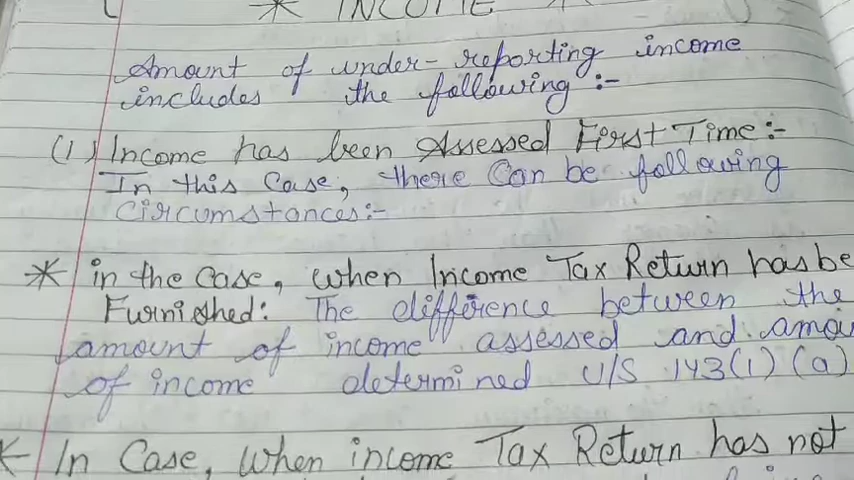 * INCOME
Amount of under-reporting income
includes the following :-
(1) Income has been Assessed First Time :-
In this Case, there Can be following
Circumstances:-
* in the Case, when Income Tax Return has be
Furnished: The difference between the
amount of income assessed and amou
of income determined U/S 143(1)(a)
* In Case, when income Tax Return has not